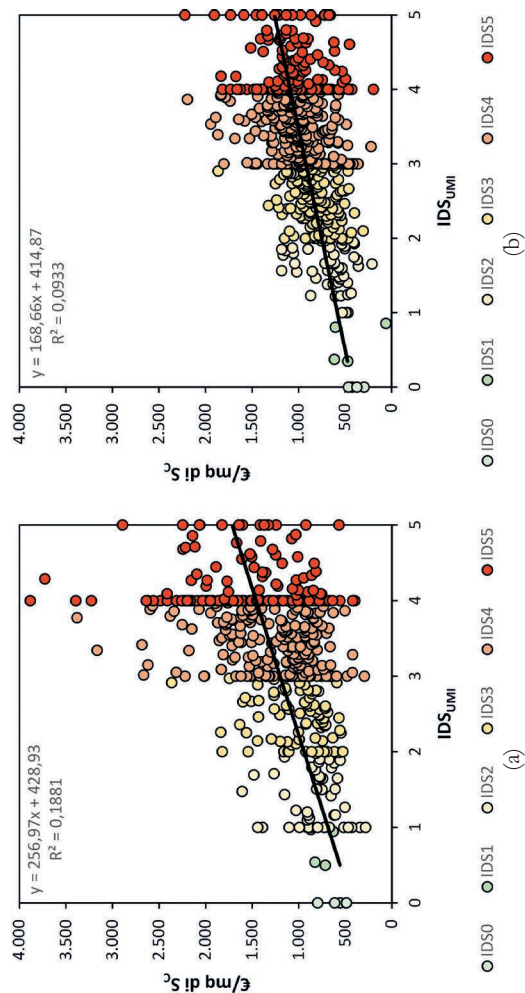 y = 256,97x + 428,93
R² = 0,1881
4.000
3.500
3.000
2.500
2.000
1.500
1.000
500
0
€/mq di S_C
0 1 2 3 4 5
IDS_UMI
IDS0 IDS1 IDS2 IDS3 IDS4 IDS5
(a)
y = 168,66x + 414,87
R² = 0,0933
4.000
3.500
3.000
2.500
2.000
1.500
1.000
500
0
€/mq di S_C
0 1 2 3 4 5
IDS_UMI
IDS0 IDS1 IDS2 IDS3 IDS4 IDS5
(b)